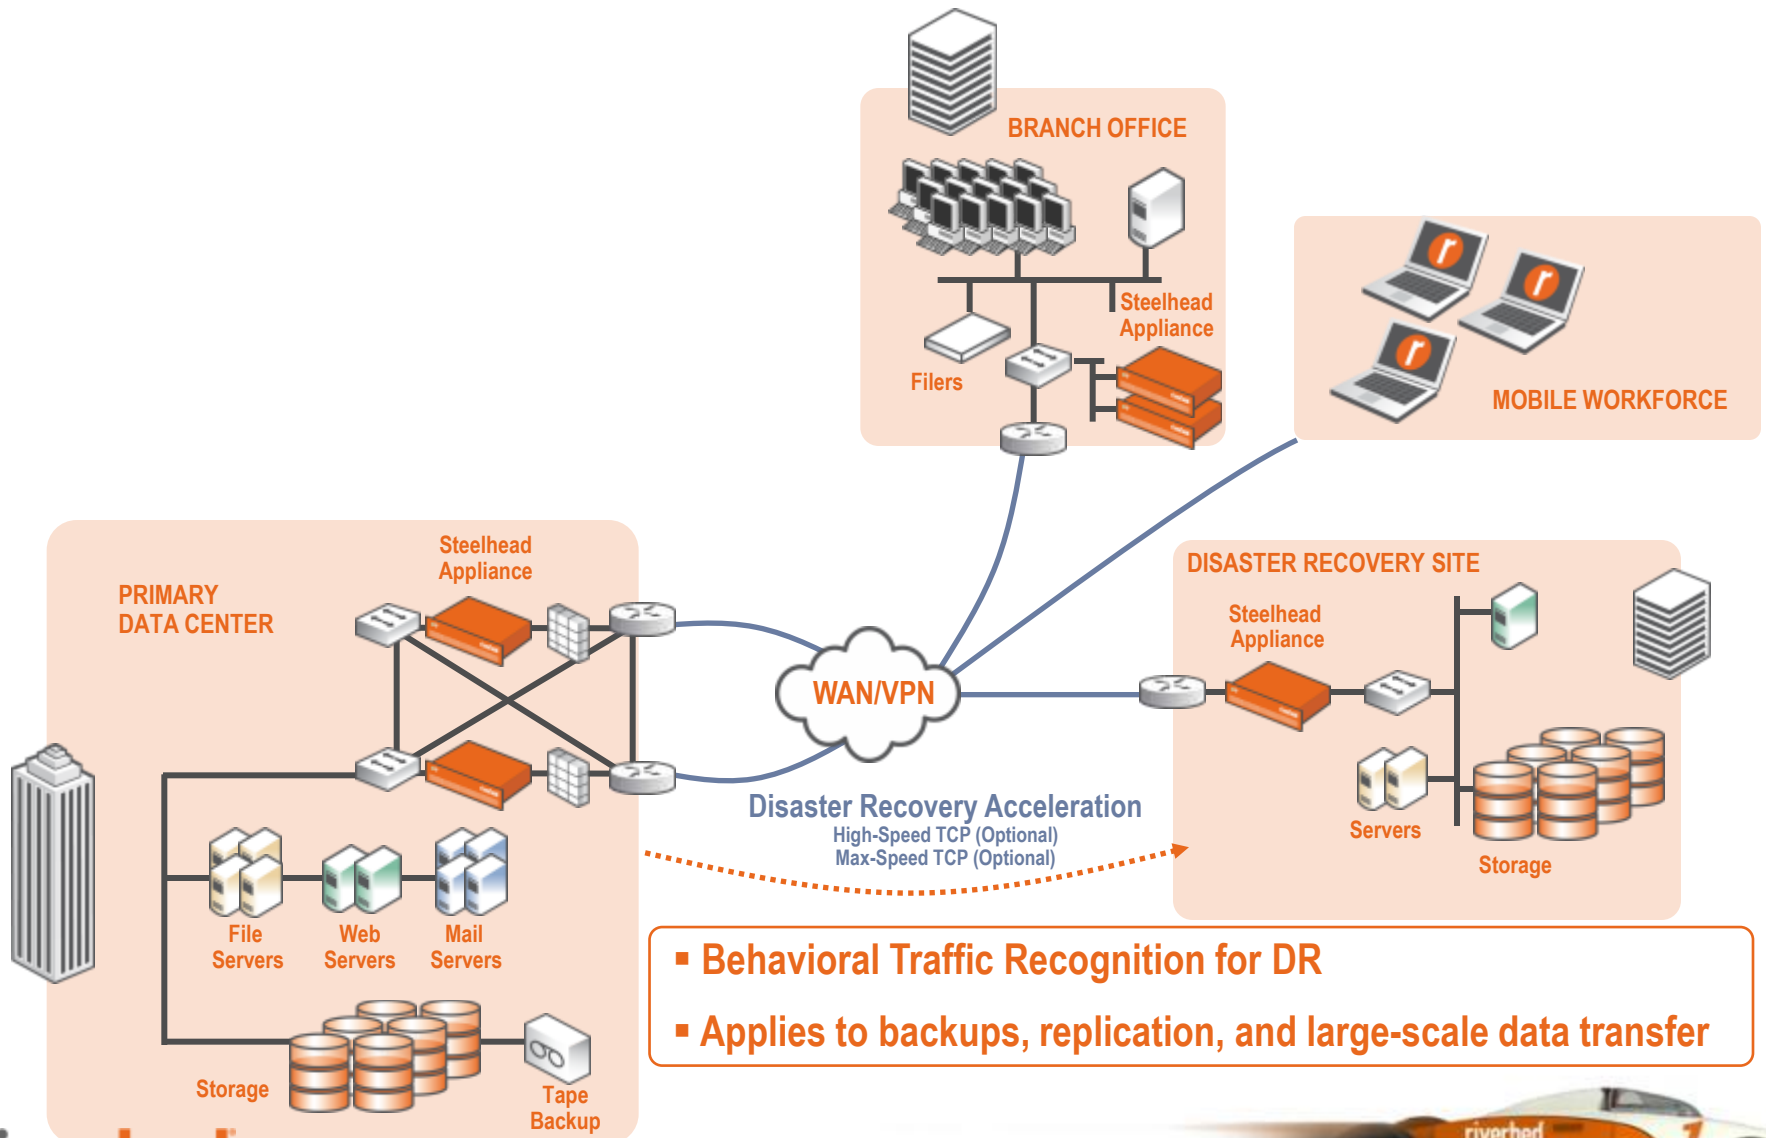 BRANCH OFFICE
Steelhead
Appliance
Filers
MOBILE WORKFORCE
PRIMARY
DATA CENTER
Steelhead
Appliance
WAN/VPN
DISASTER RECOVERY SITE
Steelhead
Appliance
Servers
Storage
Disaster Recovery Acceleration
High-Speed TCP (Optional)
Max-Speed TCP (Optional)
File
Servers
Web
Servers
Mail
Servers
Storage
Tape
Backup
▪ Behavioral Traffic Recognition for DR
▪ Applies to backups, replication, and large-scale data transfer
riverbed